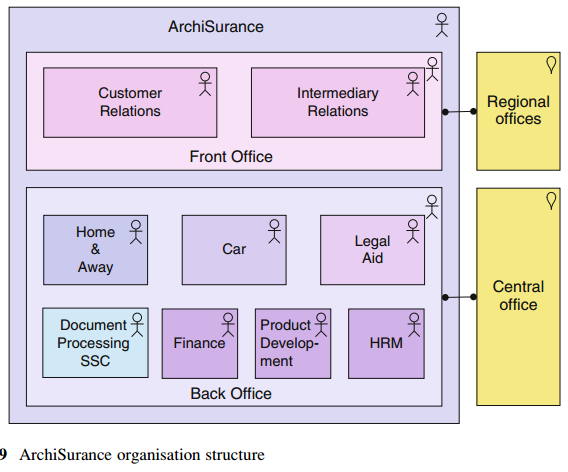 ArchiSurance
Customer
Relations
Intermediary
Relations
Front Office
Regional
offices
Home
&
Away
Car
Legal
Aid
Document
Processing
SSC
Finance
Product
Develop-
ment
HRM
Back Office
Central
office
9 ArchiSurance organisation structure